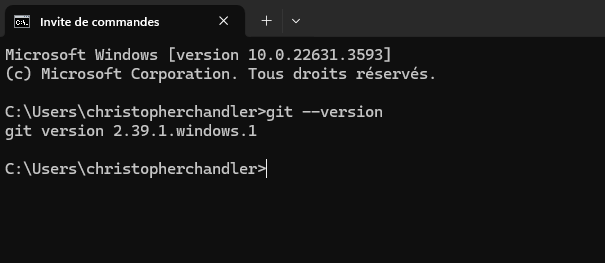 Invite de commandes
Microsoft Windows [version 10.0.22631.3593]
(c) Microsoft Corporation. Tous droits réservés.
C:\Users\christopherchandler>git --version
git version 2.39.1.windows.1
C:\Users\christopherchandler>